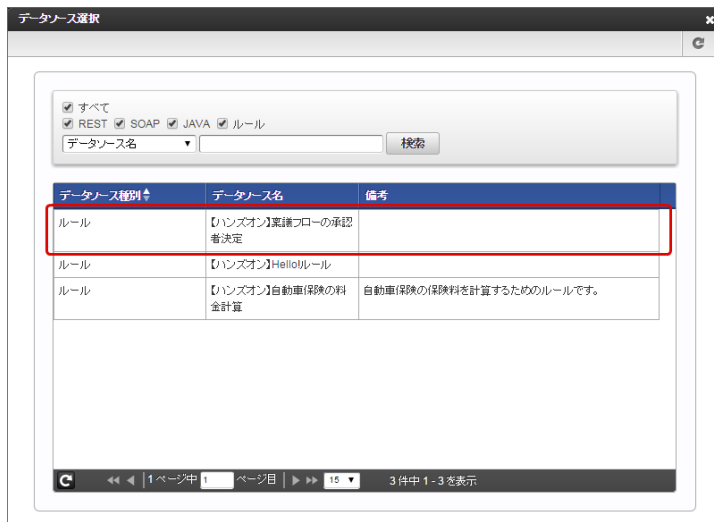 データソース選択
すべて
REST SOAP JAVA ルール
データソース名 検索
データソース種別 データソース名 備考
ルール 【ハンズオン】稟議フローの承認
者決定
ルール 【ハンズオン】Hello!ルール
ルール 【ハンズオン】自動車保険の料 自動車保険の保険料を計算するためのルールです。
金計算
1 ページ中 1 ページ目 15 3 件中 1 - 3 を表示